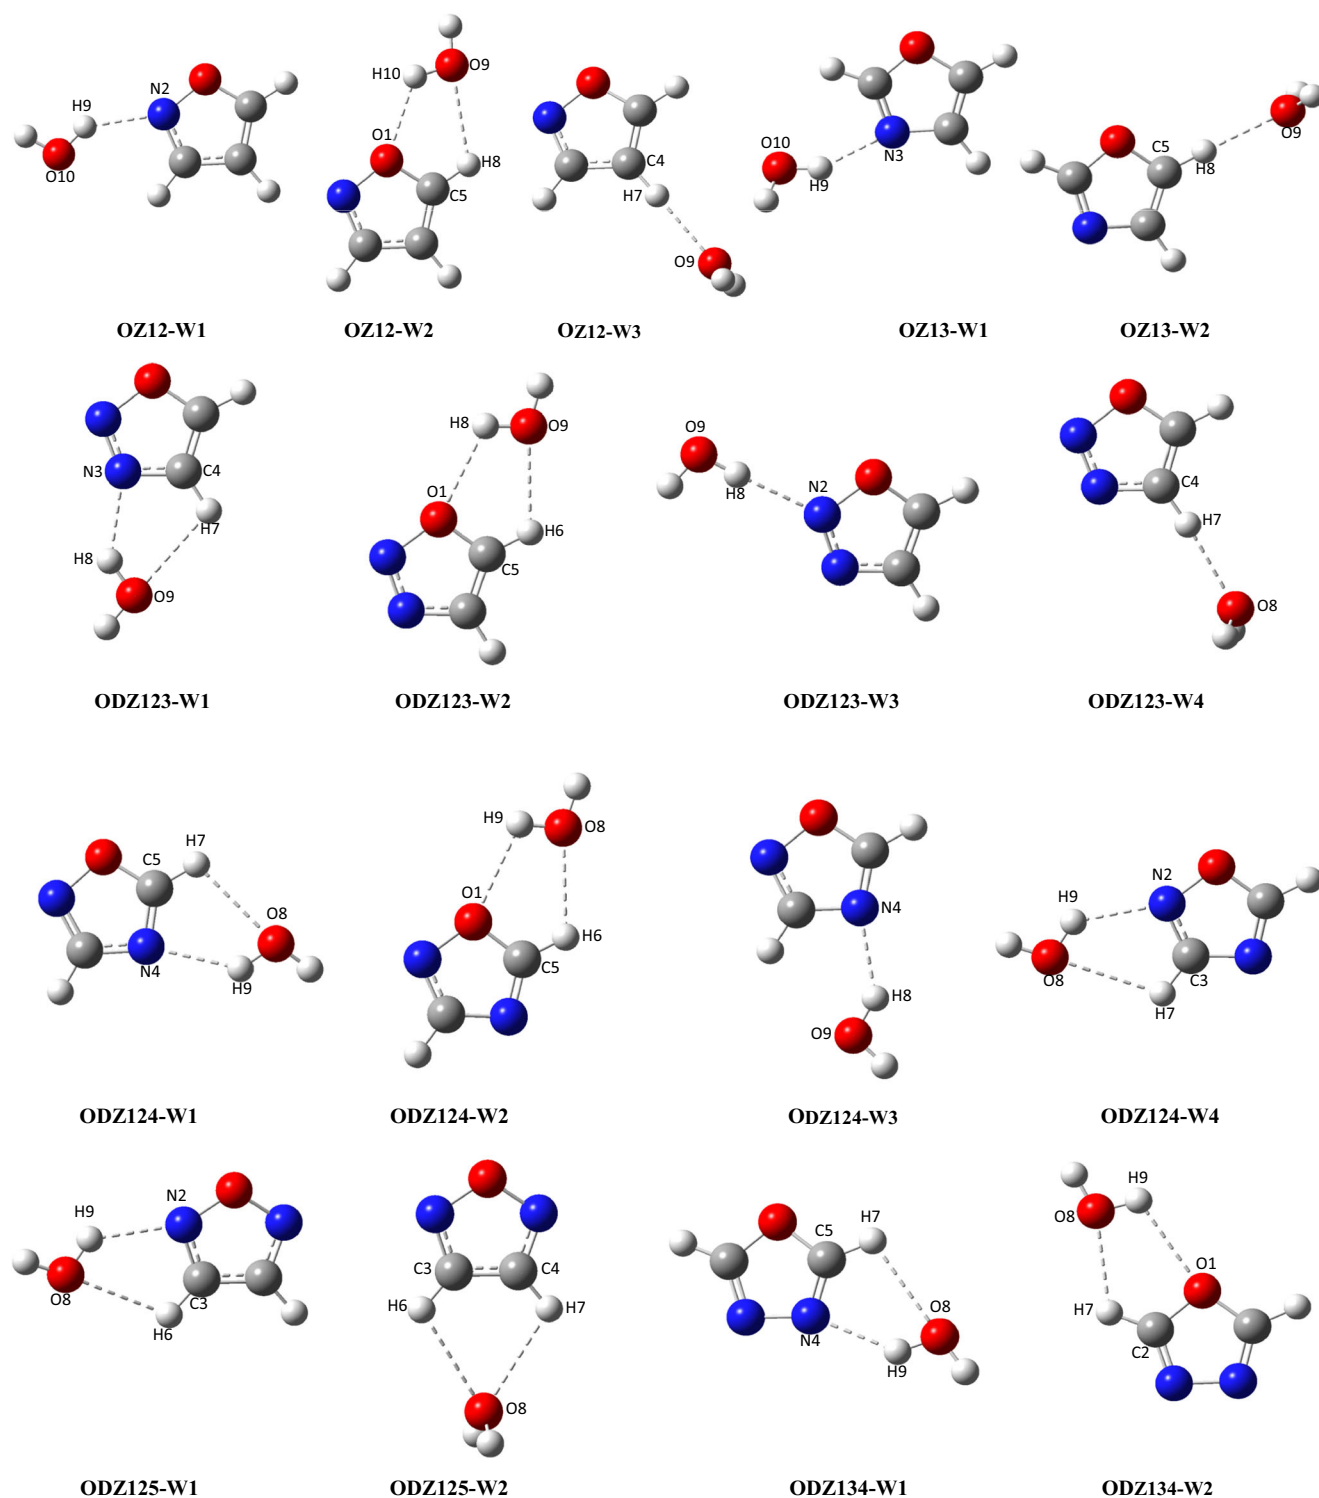 N2
H9
O10
OZ12-W1
H10
O9
O1
H8
C5
OZ12-W2
C4
H7
O9
OZ12-W3
O10
H9
N3
OZ13-W1
C5
H8
O9
OZ13-W2
N3
C4
H7
H8
O9
ODZ123-W1
H8
O9
O1
H6
C5
ODZ123-W2
O9
H8
N2
ODZ123-W3
C4
H7
O8
ODZ123-W4
H7
C5
O8
N4
H9
ODZ124-W1
H9
O8
O1
H6
C5
ODZ124-W2
N4
H8
O9
ODZ124-W3
N2
H9
O8
C3
H7
ODZ124-W4
N2
H9
O8
C3
H6
ODZ125-W1
C3
C4
H6
H7
O8
ODZ125-W2
C5
H7
O8
N4
H9
ODZ134-W1
H9
O8
O1
H7
C2
ODZ134-W2